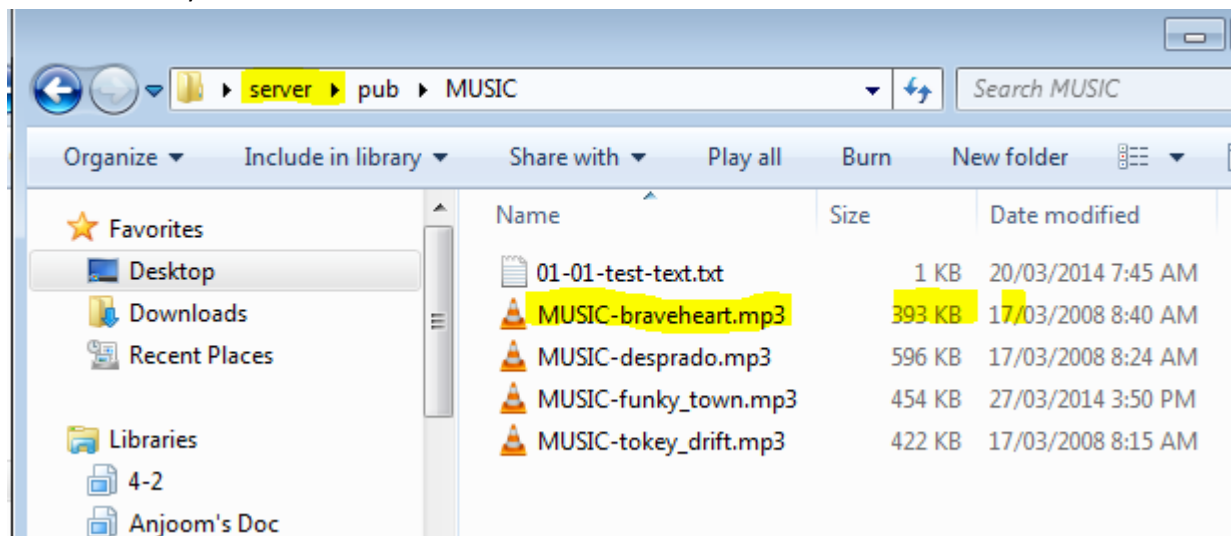 server pub MUSIC Search MUSIC
Organize Include in library Share with Play all Burn New folder
Favorites
Desktop
Downloads
Recent Places
Libraries
4-2
Anjoom's Doc
Name Size Date modified
01-01-test-text.txt 1 KB 20/03/2014 7:45 AM
MUSIC-braveheart.mp3 393 KB 17/03/2008 8:40 AM
MUSIC-desprado.mp3 596 KB 17/03/2008 8:24 AM
MUSIC-funky_town.mp3 454 KB 27/03/2014 3:50 PM
MUSIC-tokey_drift.mp3 422 KB 17/03/2008 8:15 AM